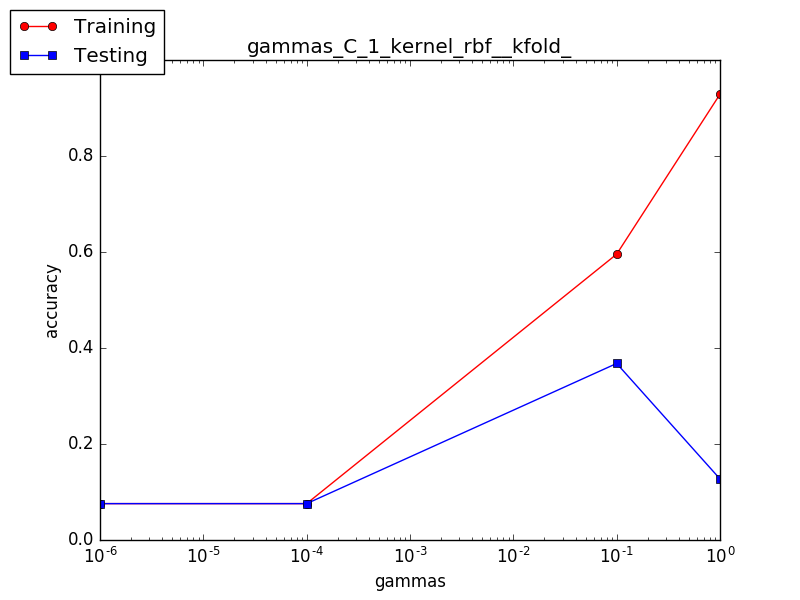 Training
Testing
gammas_C_1_kernel_rbf__kfold_
0.8
0.6
0.4
0.2
0.0
accuracy
10^-6 10^-5 10^-4 10^-3 10^-2 10^-1 10^0
gammas